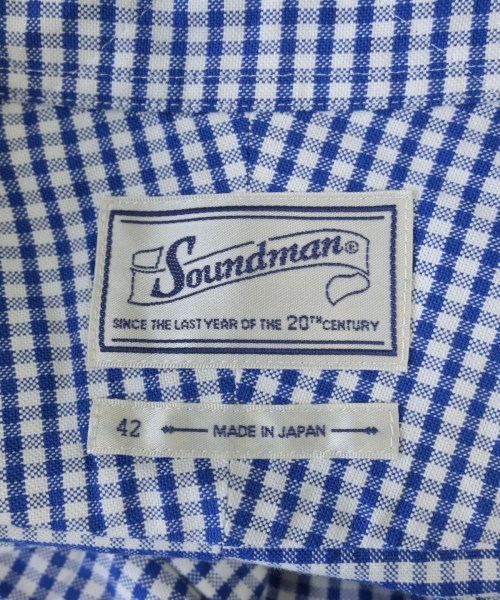 Soundman®
SINCE THE LAST YEAR OF THE 20TH CENTURY
42 MADE IN JAPAN